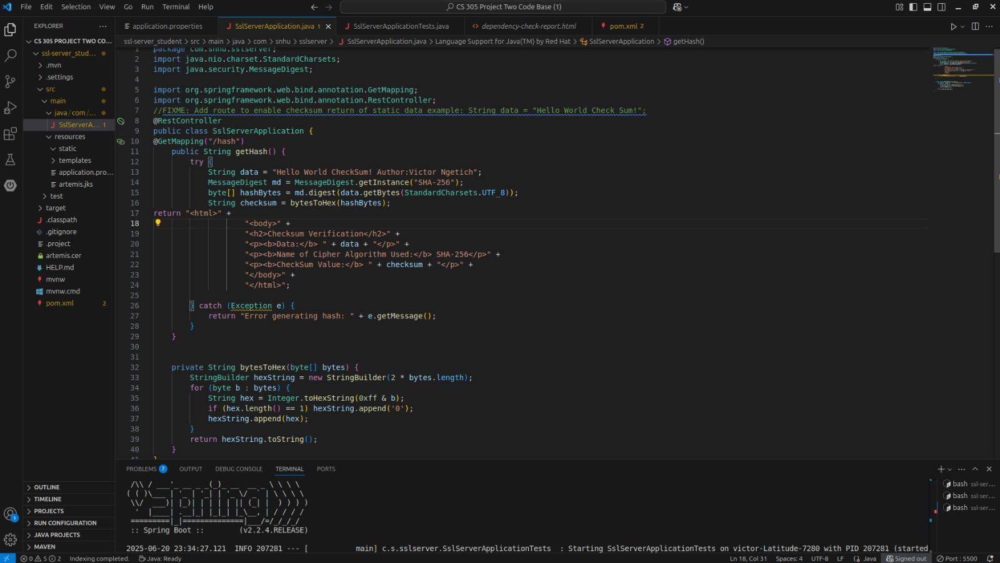 File Edit Selection View Go Run Terminal Help
CS 305 Project Two Code Base (1)
EXPLORER
application.properties
SslServerApplication.java 1
SslServerApplicationTests.java
dependency-check-report.html
pom.xml 2
ssl-server_student > src > main > java > com > snhu > sslserver > SslServerApplication.java > Language Support for Java(TM) by Red Hat > SslServerApplication > getHash()
CS 305 PROJECT TWO CO...
ssl-server_stud...
.mvn
.settings
src
main
java/com/...
SslServerA... 1
resources
static
templates
application.pro...
artemis.jks
test
target
.classpath
.gitignore
.project
artemis.cer
HELP.md
mvnw
mvnw.cmd
pom.xml 2
OUTLINE
TIMELINE
PROJECTS
RUN CONFIGURATION
JAVA PROJECTS
MAVEN
1 package com.snhu.sslserver;
2 import java.nio.charset.StandardCharsets;
3 import java.security.MessageDigest;
4
5 import org.springframework.web.bind.annotation.GetMapping;
6 import org.springframework.web.bind.annotation.RestController;
7 //FIXME: Add route to enable checksum return of static data example: String data = "Hello World Check Sum!";
8 @RestController
9 public class SslServerApplication {
10 @GetMapping("/hash")
11 public String getHash() {
12 try {
13 String data = "Hello World CheckSum! Author:Victor Ngetich";
14 MessageDigest md = MessageDigest.getInstance("SHA-256");
15 byte[] hashBytes = md.digest(data.getBytes(StandardCharsets.UTF_8));
16 String checksum = bytesToHex(hashBytes);
17 return "<html>" +
18 "<body>" +
19 "<h2>Checksum Verification</h2>" +
20 "<p><b>Data:</b> " + data + "</p>" +
21 "<p><b>Name of Cipher Algorithm Used:</b> SHA-256</p>" +
22 "<p><b>CheckSum Value:</b> " + checksum + "</p>" +
23 "</body>" +
24 "</html>";
25
26 } catch (Exception e) {
27 return "Error generating hash: " + e.getMessage();
28 }
29 }
30
31
32 private String bytesToHex(byte[] bytes) {
33 StringBuilder hexString = new StringBuilder(2 * bytes.length);
34 for (byte b : bytes) {
35 String hex = Integer.toHexString(0xff & b);
36 if (hex.length() == 1) hexString.append('0');
37 hexString.append(hex);
38 }
39 return hexString.toString();
40 }
41 }
PROBLEMS 7 OUTPUT DEBUG CONSOLE TERMINAL PORTS
:: Spring Boot :: (v2.2.4.RELEASE)
2025-06-20 23:34:27.121 INFO 207281 --- [ main] c.s.sslserver.SslServerApplicationTests : Starting SslServerApplicationTests on victor-Latitude-7280 with PID 207281 (started
bash ssl-ser...
bash ssl-ser...
bash ssl-ser...
1
0 5 2 Indexing completed. Java: Ready
Ln 18, Col 31 Spaces: 4 UTF-8 LF {} Java Signed out Port : 5500